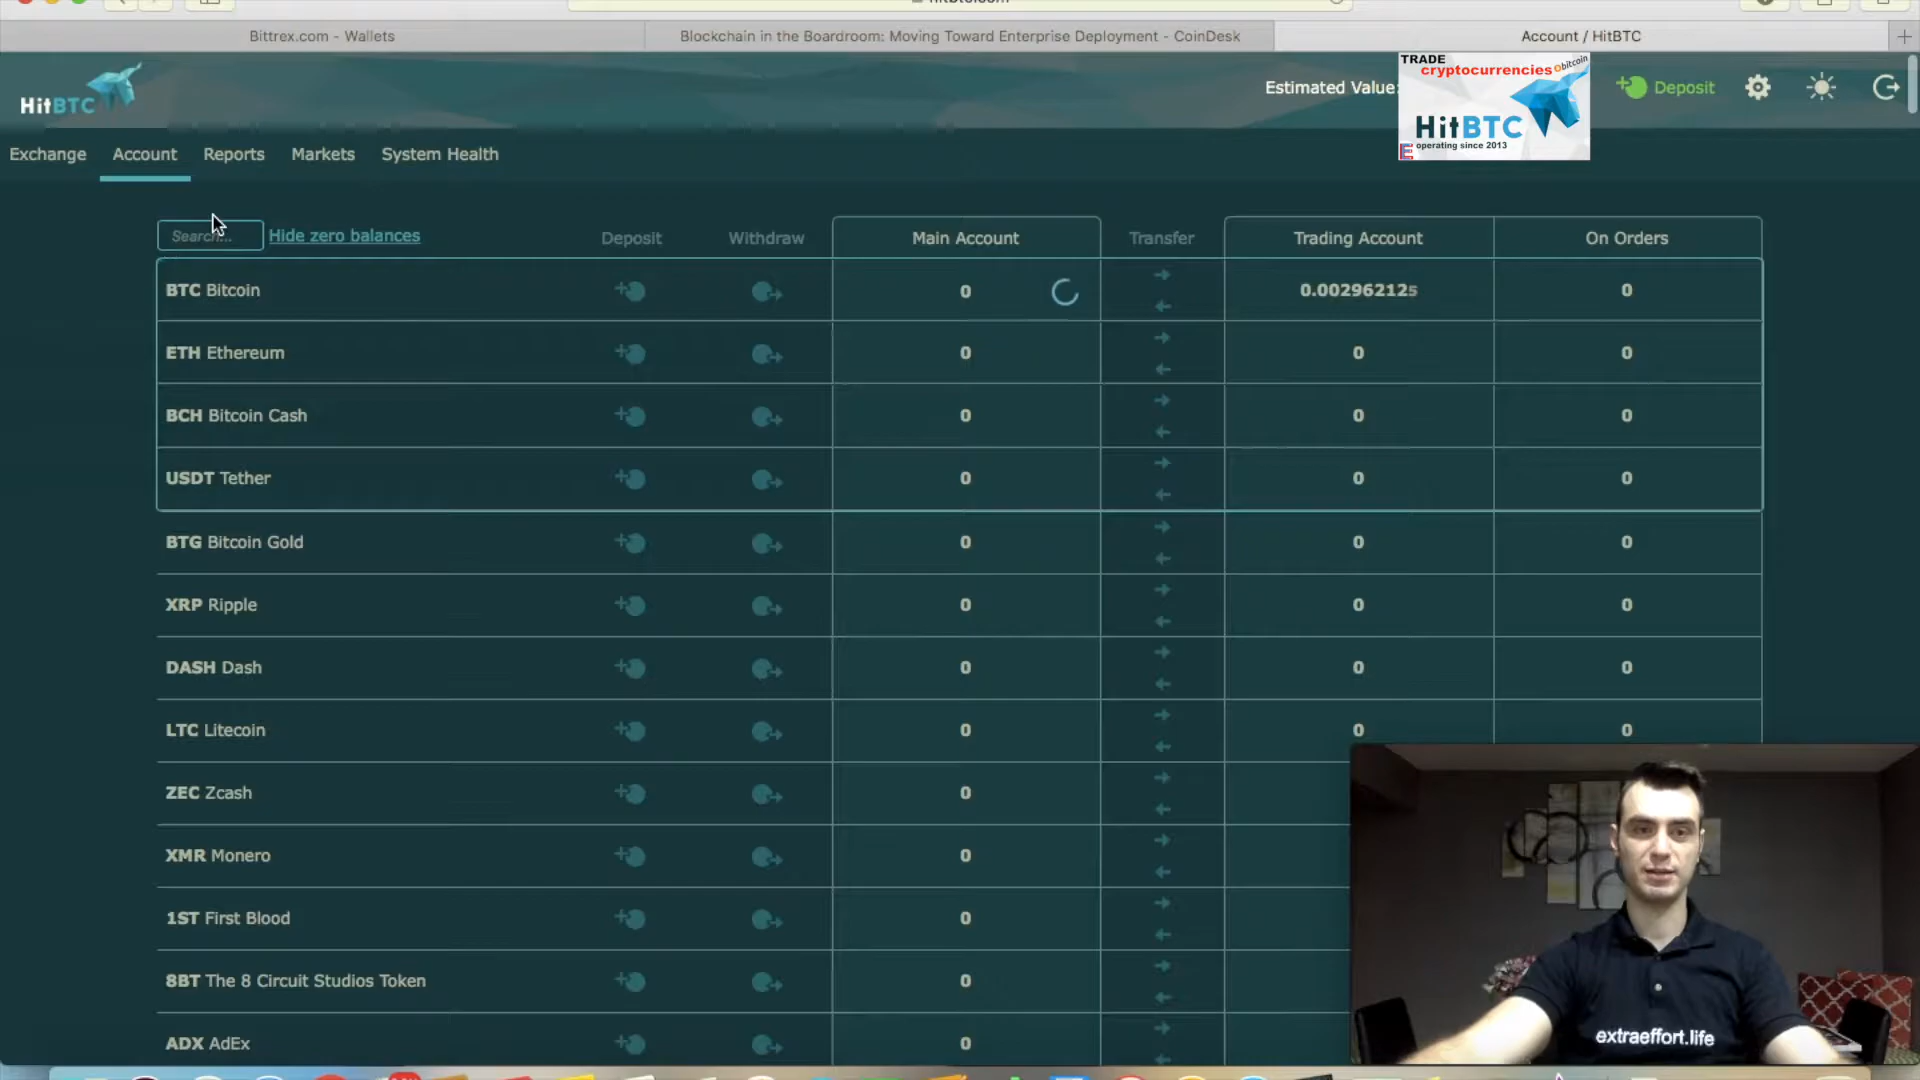 Bittrex.com - Wallets
Blockchain in the Boardroom: Moving Toward Enterprise Deployment - CoinDesk
Account / HitBTC
HitBTC
Estimated Value:
TRADE
cryptocurrencies
bitcoin
HitBTC
operating since 2013
Deposit
Exchange Account Reports Markets System Health
Search... Hide zero balances Deposit Withdraw Main Account Transfer Trading Account On Orders
BTC Bitcoin 0 0.002962125 0
ETH Ethereum 0 0 0
BCH Bitcoin Cash 0 0 0
USDT Tether 0 0 0
BTG Bitcoin Gold 0 0 0
XRP Ripple 0 0 0
DASH Dash 0 0 0
LTC Litecoin 0 0 0
ZEC Zcash 0
XMR Monero 0
1ST First Blood 0
8BT The 8 Circuit Studios Token 0
ADX AdEx 0
extraeffort.life